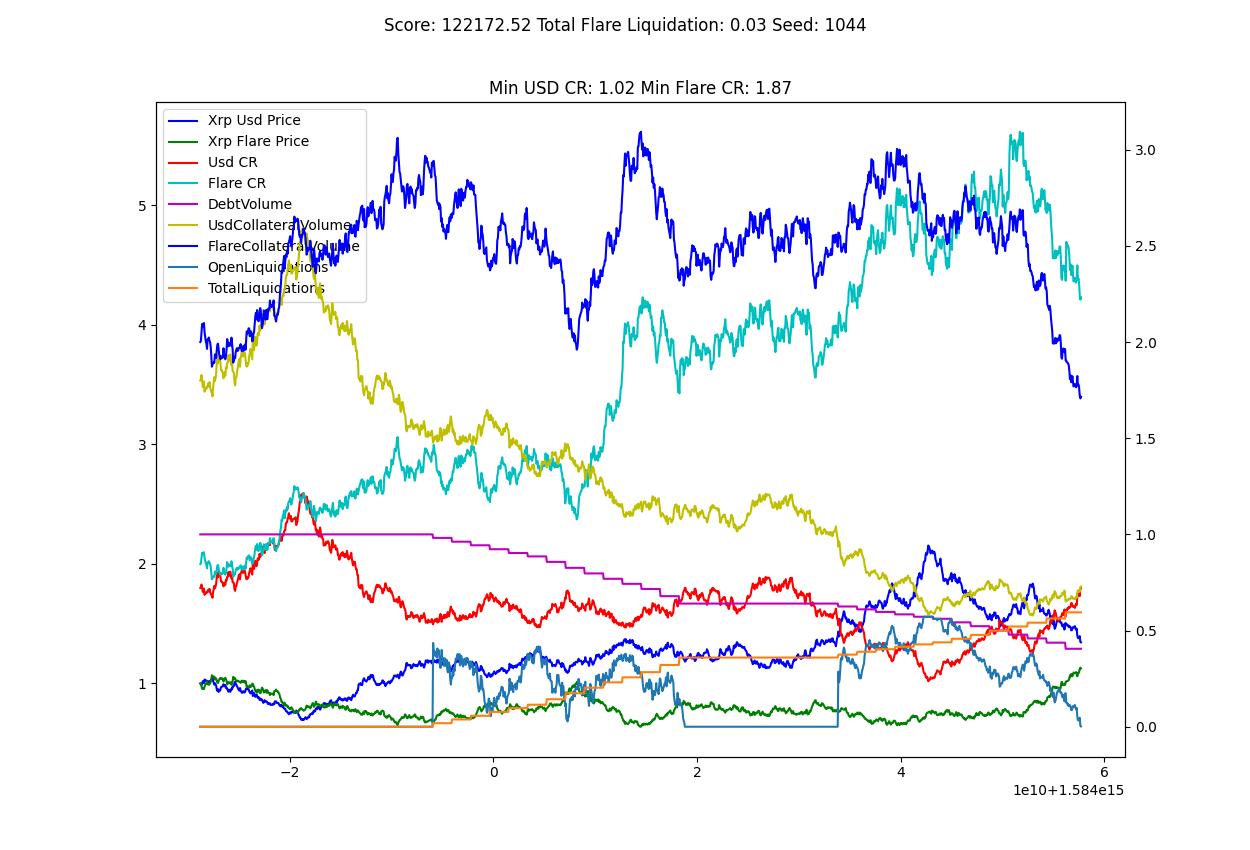 Score: 122172.52 Total Flare Liquidation: 0.03 Seed: 1044
Min USD CR: 1.02 Min Flare CR: 1.87
Xrp Usd Price
Xrp Flare Price
Usd CR
Flare CR
DebtVolume
UsdCollateralVolume
FlareCollateralVolume
OpenLiquidations
TotalLiquidations
5
4
3
2
1
3.0
2.5
2.0
1.5
1.0
0.5
0.0
−2 0 2 4 6
1e10+1.584e15